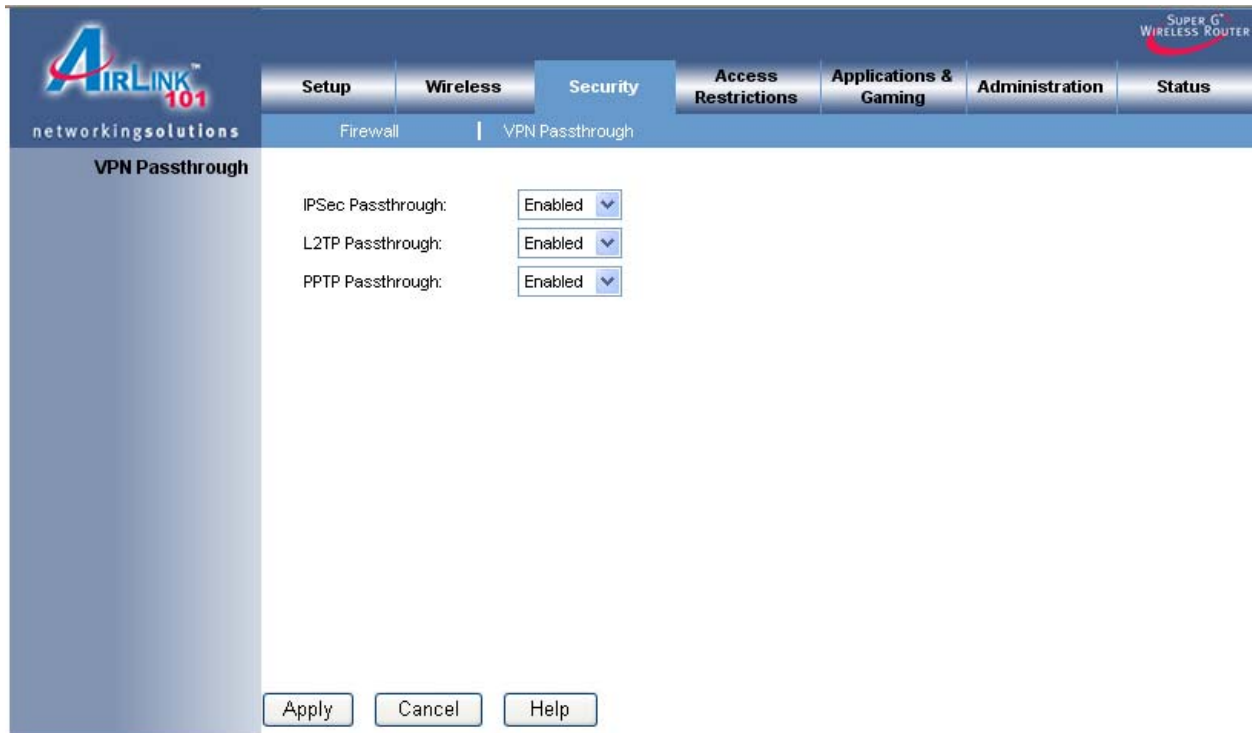 SUPER G™
WIRELESS ROUTER
AIRLINK™
101
networkingsolutions
Setup
Wireless
Security
Access
Restrictions
Applications &
Gaming
Administration
Status
Firewall | VPN Passthrough
VPN Passthrough
IPSec Passthrough: Enabled
L2TP Passthrough: Enabled
PPTP Passthrough: Enabled
Apply Cancel Help